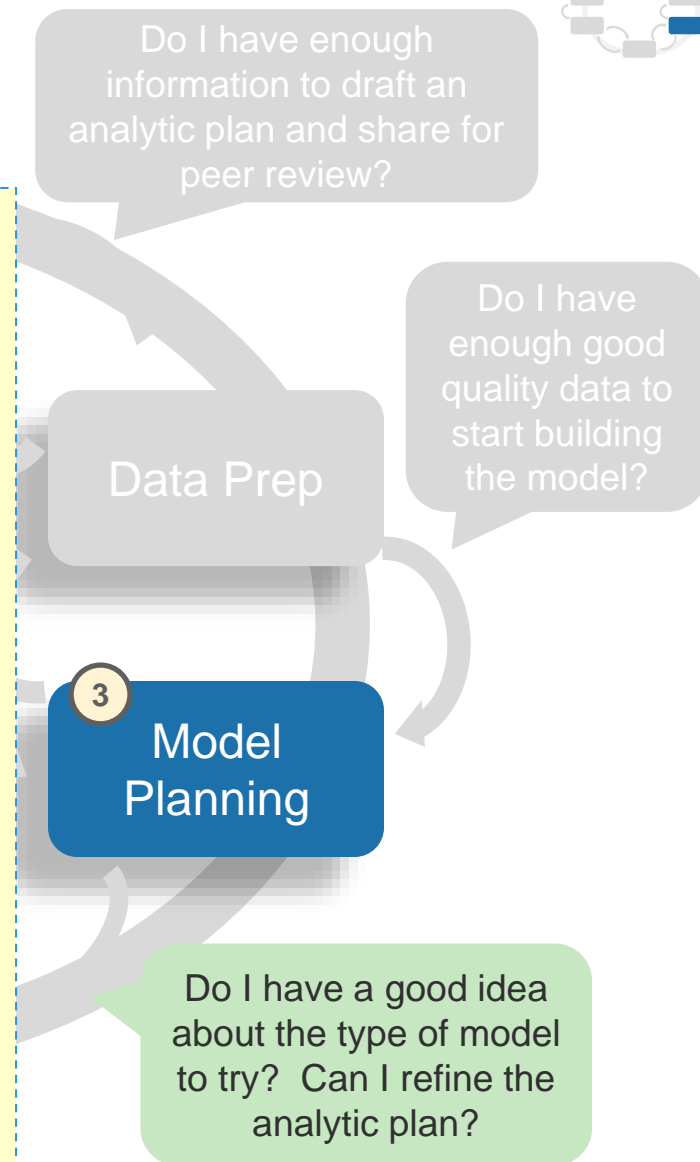 Do I have enough
information to draft an
analytic plan and share for
peer review?
Do I have
enough good
quality data to
start building
the model?
Data Prep
3
Model
Planning
Do I have a good idea
about the type of model
to try?  Can I refine the
analytic plan?